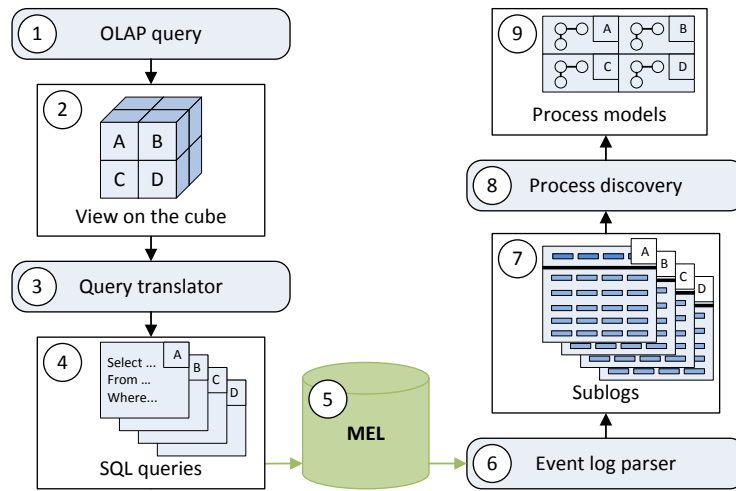 1
OLAP query
2
A B
C D
View on the cube
3
Query translator
4
A
B
C
D
Select ...
From ...
Where...
SQL queries
5
MEL
6
Event log parser
7
A
B
C
D
Sublogs
8
Process discovery
9
A B
C D
Process models